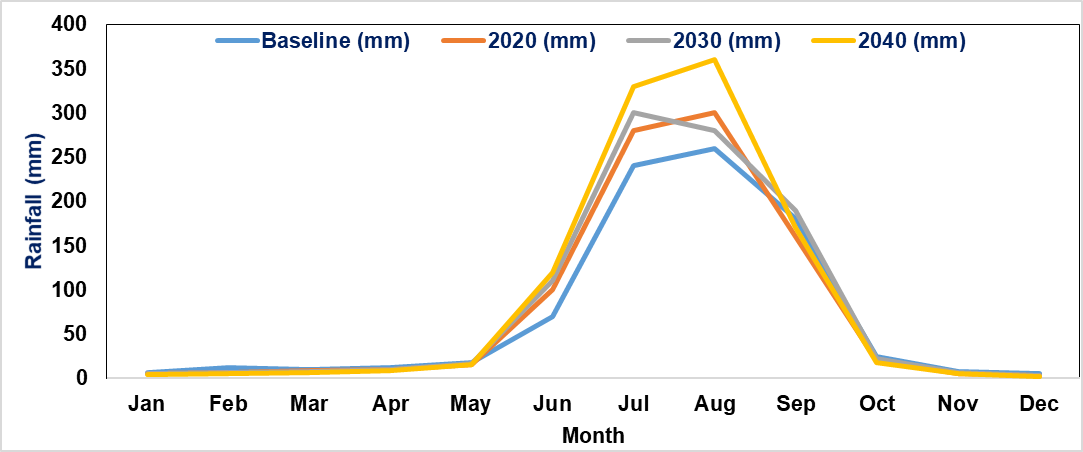 Baseline (mm) 2020 (mm) 2030 (mm) 2040 (mm)
400
350
300
250
200
150
100
50
0
Rainfall (mm)
Jan Feb Mar Apr May Jun Jul Aug Sep Oct Nov Dec
Month